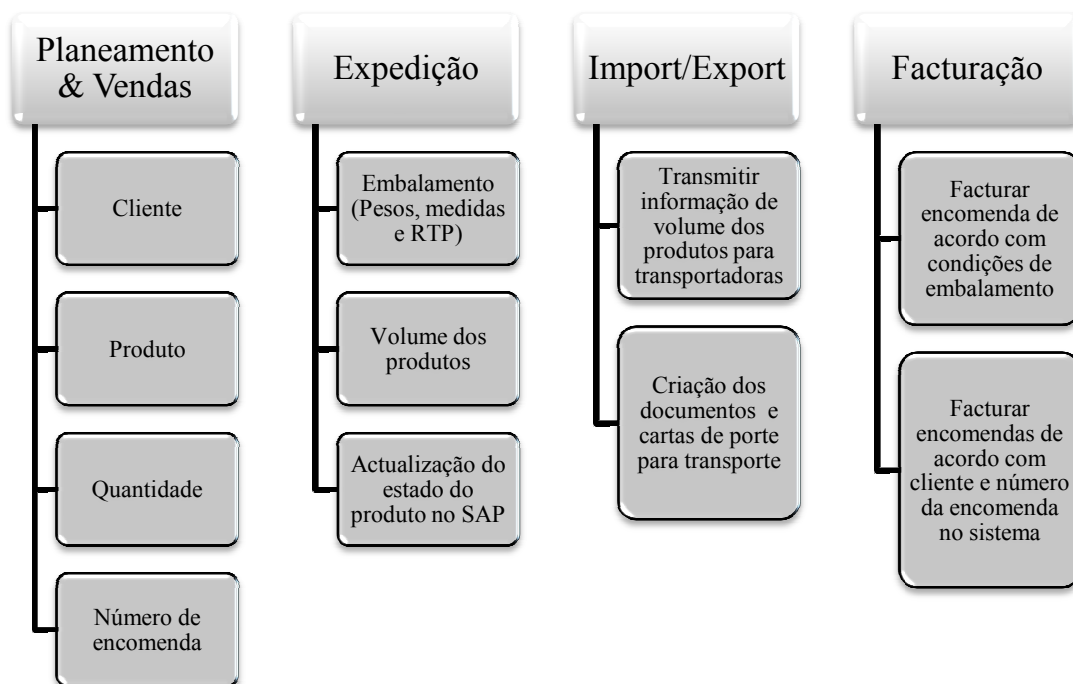 Planeamento
& Vendas
Cliente
Produto
Quantidade
Número de
encomenda
Expedição
Embalamento
(Pesos, medidas
e RTP)
Volume dos
produtos
Actualização do
estado do
produto no SAP
Import/Export
Transmitir
informação de
volume dos
produtos para
transportadoras
Criação dos
documentos e
cartas de porte
para transporte
Facturação
Facturar
encomenda de
acordo com
condições de
embalamento
Facturar
encomendas de
acordo com
cliente e número
da encomenda
no sistema